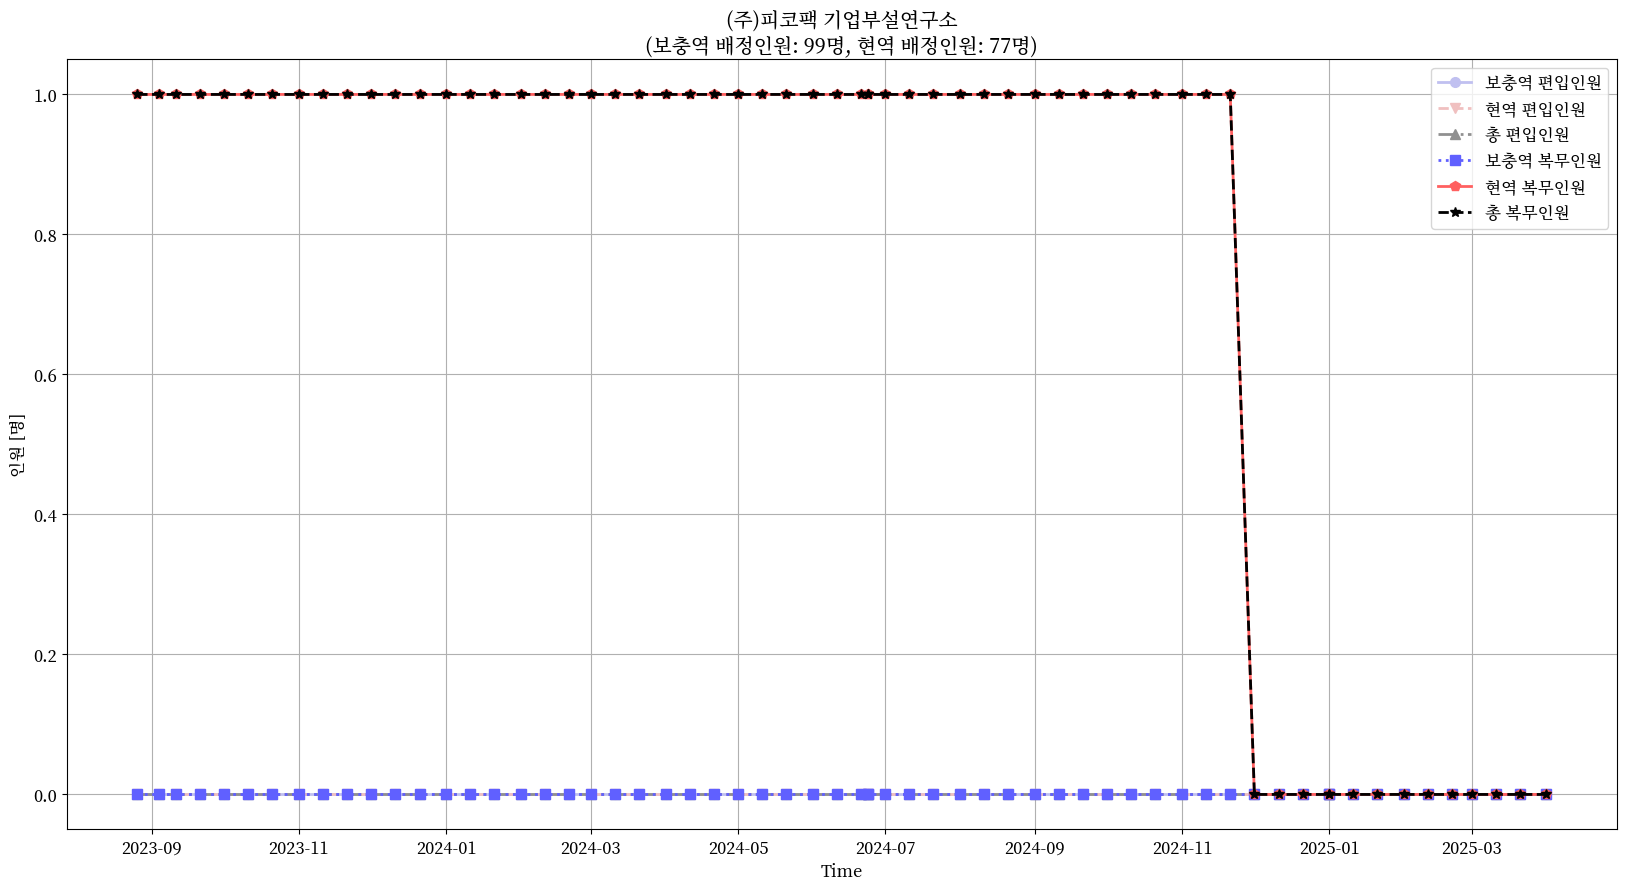 (주)피코팩 기업부설연구소
(보충역 배정인원: 99명, 현역 배정인원: 77명)
1.0
0.8
0.6
0.4
0.2
0.0
인원 [명]
보충역 편입인원
현역 편입인원
총 편입인원
보충역 복무인원
현역 복무인원
총 복무인원
2023-09 2023-11 2024-01 2024-03 2024-05 2024-07 2024-09 2024-11 2025-01 2025-03
Time